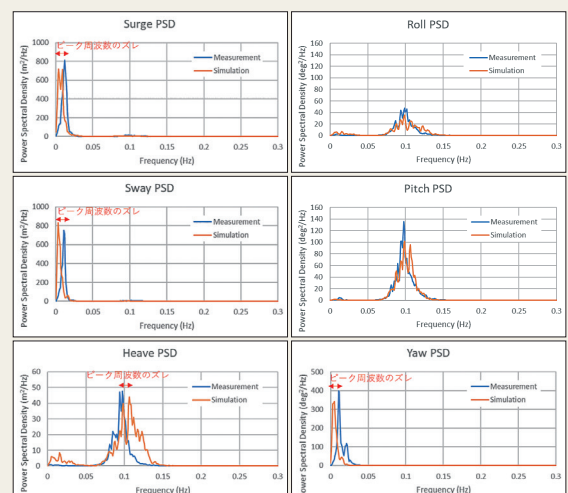 Surge PSD
Power Spectral Density (m²/Hz)
1000
800
600
400
200
0
ピーク周波数のズレ
Measurement
Simulation
0 0.05 0.1 0.15 0.2 0.25 0.3
Frequency (Hz)
Roll PSD
Power Spectral Density (deg²/Hz)
160
140
120
100
80
60
40
20
0
Measurement
Simulation
0 0.05 0.1 0.15 0.2 0.25 0.3
Frequency (Hz)
Sway PSD
Power Spectral Density (m²/Hz)
1000
800
600
400
200
0
ピーク周波数のズレ
Measurement
Simulation
0 0.05 0.1 0.15 0.2 0.25 0.3
Frequency (Hz)
Pitch PSD
Power Spectral Density (deg²/Hz)
160
140
120
100
80
60
40
20
0
Measurement
Simulation
0 0.05 0.1 0.15 0.2 0.25 0.3
Frequency (Hz)
Heave PSD
Power Spectral Density (m²/Hz)
60
50
40
30
20
10
0
ピーク周波数のズレ
Measurement
Simulation
0 0.05 0.1 0.15 0.2 0.25 0.3
Frequency (Hz)
Yaw PSD
Power Spectral Density (deg²/Hz)
500
400
300
200
100
0
ピーク周波数のズレ
Measurement
Simulation
0 0.05 0.1 0.15 0.2 0.25 0.3
Frequency (Hz)